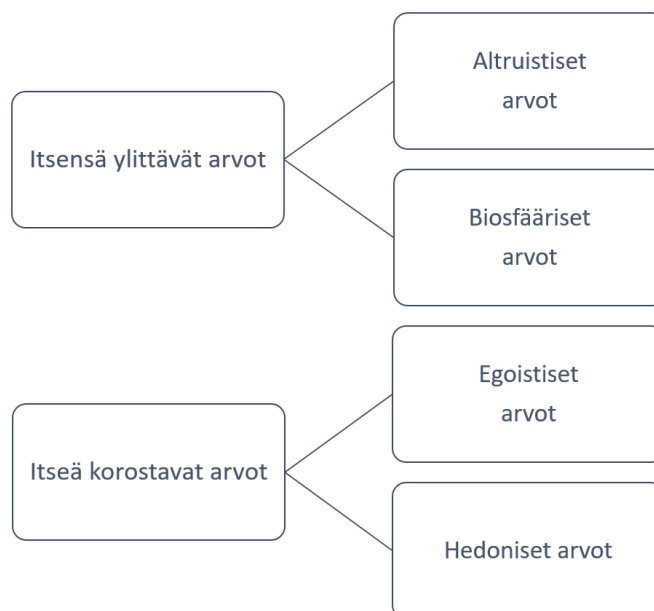 Itsensä ylittävät arvot
Altruistiset
arvot
Biosfääriset
arvot
Itseä korostavat arvot
Egoistiset
arvot
Hedoniset arvot